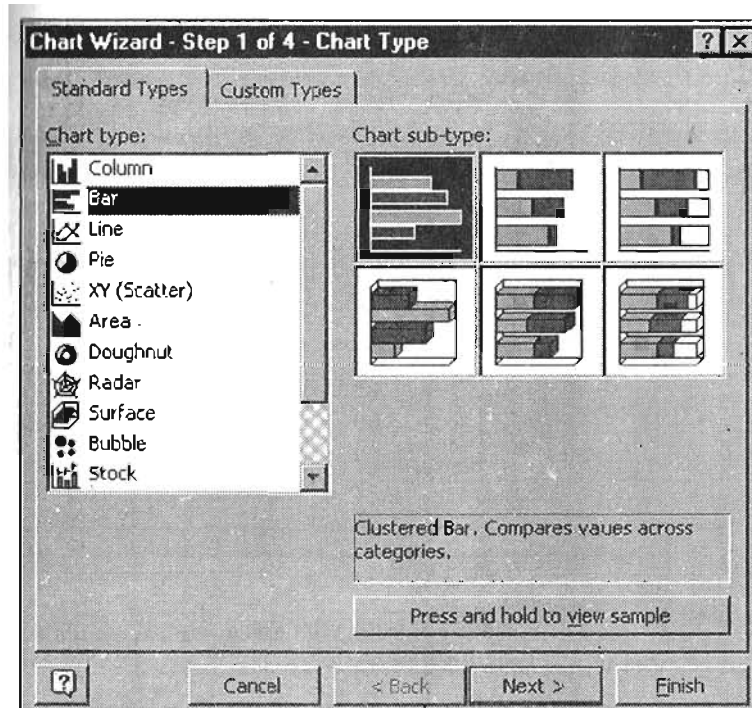 Chart Wizard - Step 1 of 4 - Chart Type
Standard Types
Custom Types
Chart type:
Chart sub-type:
Column
Bar
Line
Pie
XY (Scatter)
Area
Doughnut
Radar
Surface
Bubble
Stock
Clustered Bar. Compares vaues across
categories.
Press and hold to view sample
Cancel
< Back
Next >
Finish